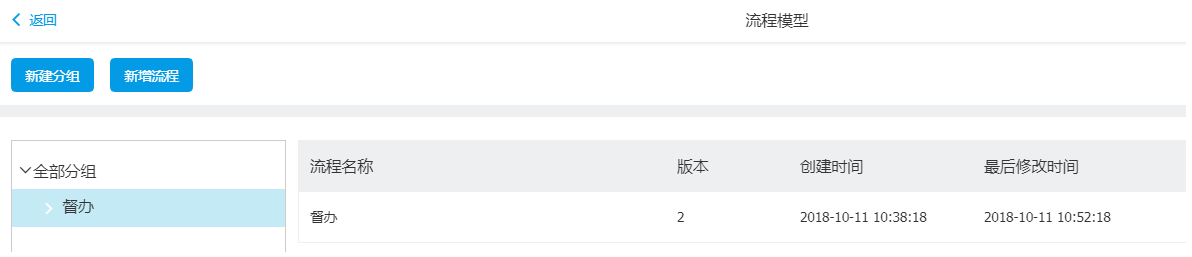 返回 流程模型
新建分组 新增流程
全部分组
督办
流程名称 版本 创建时间 最后修改时间
督办 2 2018-10-11 10:38:18 2018-10-11 10:52:18